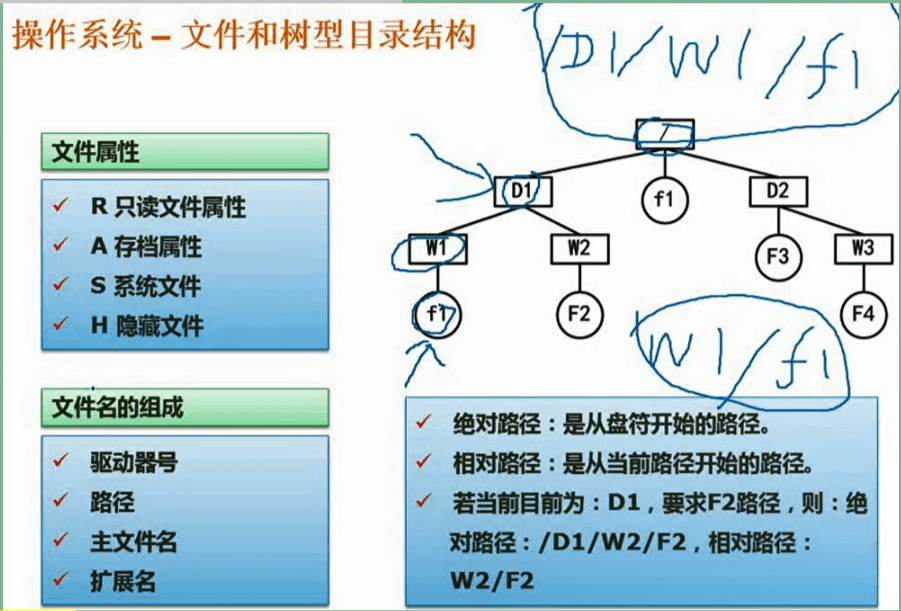 操作系统 – 文件和树型目录结构
/D1/W1/f1
文件属性
R 只读文件属性
A 存档属性
S 系统文件
H 隐藏文件
/
D1
f1
D2
W1
W2
F3
W3
f1
F2
F4
W1/f1
文件名的组成
驱动器号
路径
主文件名
扩展名
绝对路径：是从盘符开始的路径。
相对路径：是从当前路径开始的路径。
若当前目前为：D1，要求F2路径，则：绝
对路径：/D1/W2/F2，相对路径：
W2/F2